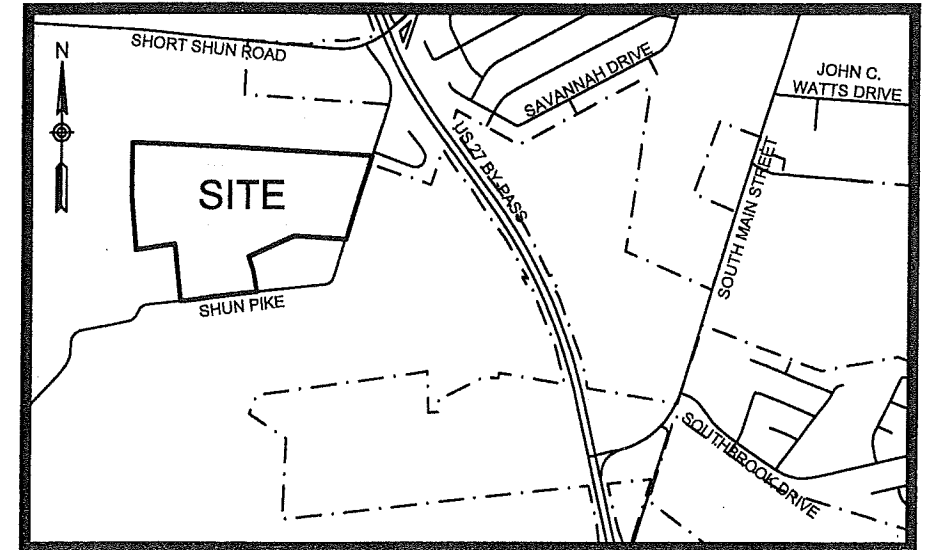 SHORT SHUN ROAD
N
SAVANNAH DRIVE
JOHN C.
WATTS DRIVE
US 27 BY-PASS
SITE
SOUTH MAIN STREET
SHUN PIKE
SOUTHBROOK DRIVE